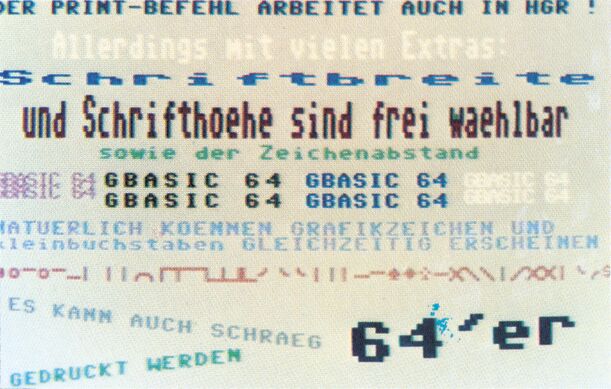 DER PRINT-BEFEHL ARBEITET AUCH IN HGR !
Allerdings mit vielen Extras:
Schriftbreite
und Schrifthoehe sind frei waehlbar
sowie der Zeichenabstand
GBASIC 64 GBASIC 64 GBASIC 64 GBASIC 64
GBASIC 64 GBASIC 64 GBASIC 64 GBASIC 64
NATUERLICH KOENNEN GRAFIKZEICHEN UND
kleinbuchstaben GLEICHZEITIG ERSCHEINEN
ES KANN AUCH SCHRAEG
GEDRUCKT WERDEN
64'er